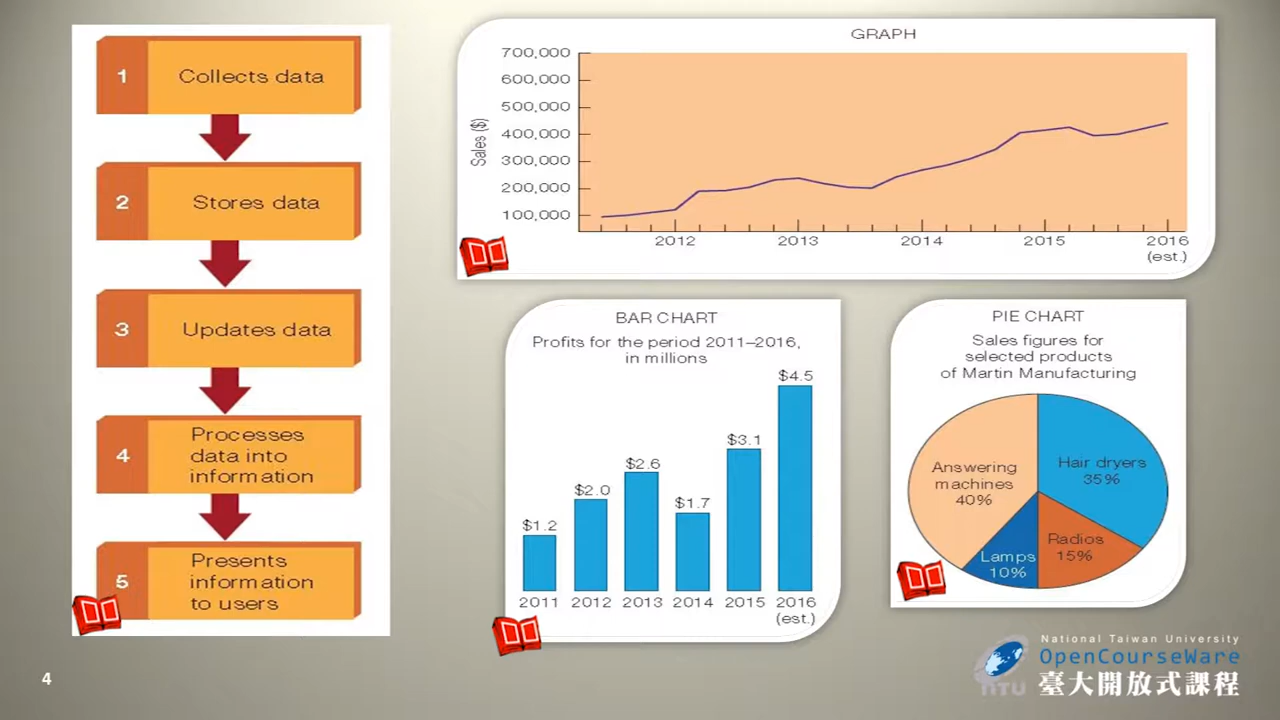 1
Collects data
2
Stores data
3
Updates data
4
Processes
data into
information
5
Presents
information
to users
GRAPH
Sales ($)
700,000
600,000
500,000
400,000
300,000
200,000
100,000
2012 2013 2014 2015 2016
(est.)
BAR CHART
Profits for the period 2011–2016,
in millions
$1.2 $2.0 $2.6 $1.7 $3.1 $4.5
2011 2012 2013 2014 2015 2016
(est.)
PIE CHART
Sales figures for
selected products
of Martin Manufacturing
Answering
machines
40%
Hair dryers
35%
Lamps
10%
Radios
15%
4
National Taiwan University
OpenCourseWare
NTU
臺大開放式課程